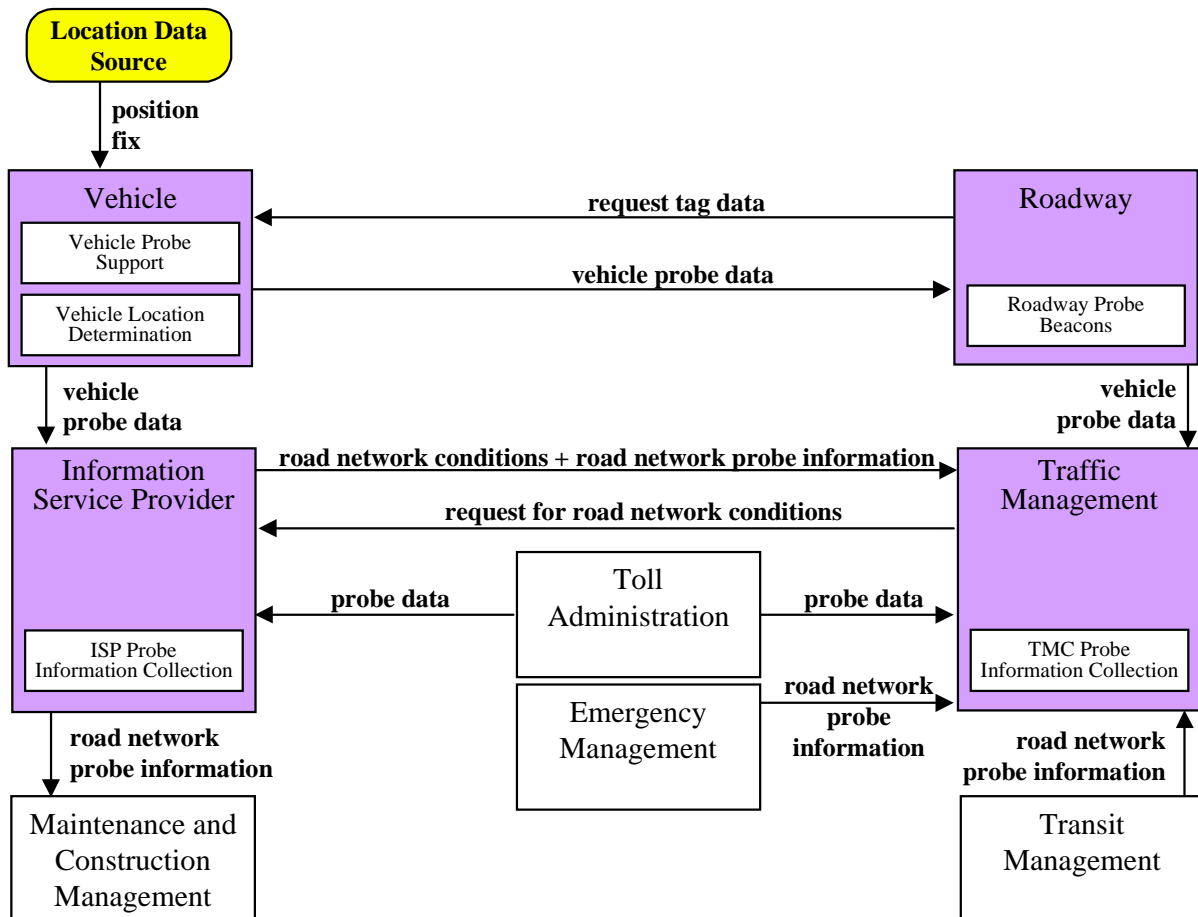 Location Data
Source
position
fix
Vehicle
Vehicle Probe
Support
Vehicle Location
Determination
request tag data
vehicle probe data
Roadway
Roadway Probe
Beacons
vehicle
probe data
vehicle
probe data
Information
Service Provider
ISP Probe
Information Collection
road network conditions + road network probe information
request for road network conditions
Traffic
Management
TMC Probe
Information Collection
probe data
Toll
Administration
probe data
Emergency
Management
road network
probe
information
road network
probe information
road network
probe information
Maintenance and
Construction
Management
Transit
Management